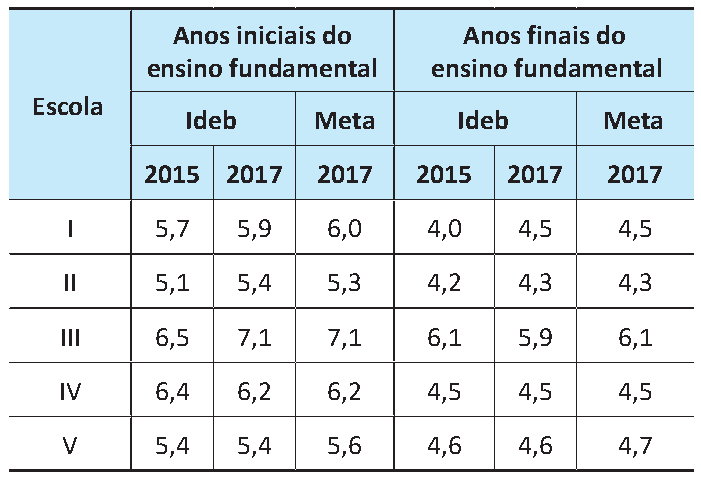 Escola
Anos iniciais do
ensino fundamental
Anos finais do
ensino fundamental
Ideb Meta Ideb Meta
2015 2017 2017 2015 2017 2017
I 5,7 5,9 6,0 4,0 4,5 4,5
II 5,1 5,4 5,3 4,2 4,3 4,3
III 6,5 7,1 7,1 6,1 5,9 6,1
IV 6,4 6,2 6,2 4,5 4,5 4,5
V 5,4 5,4 5,6 4,6 4,6 4,7